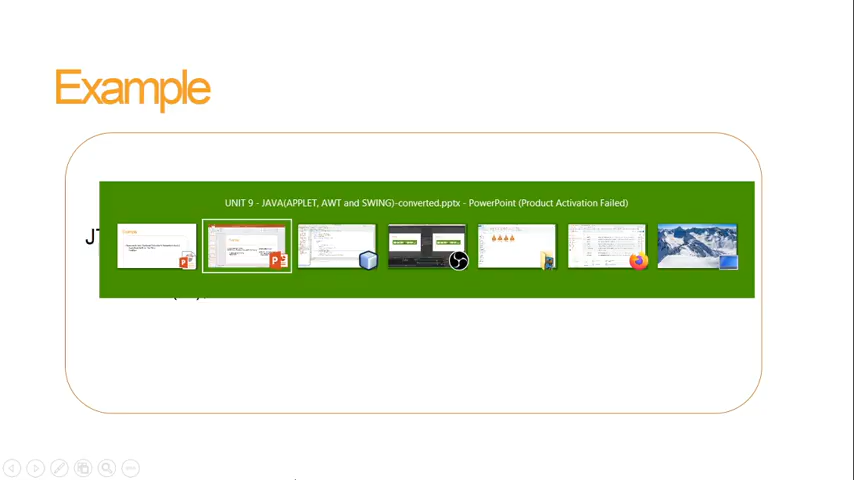 Example
UNIT 9 - JAVA(APPLET, AWT and SWING)-converted.pptx - PowerPoint (Product Activation Failed)